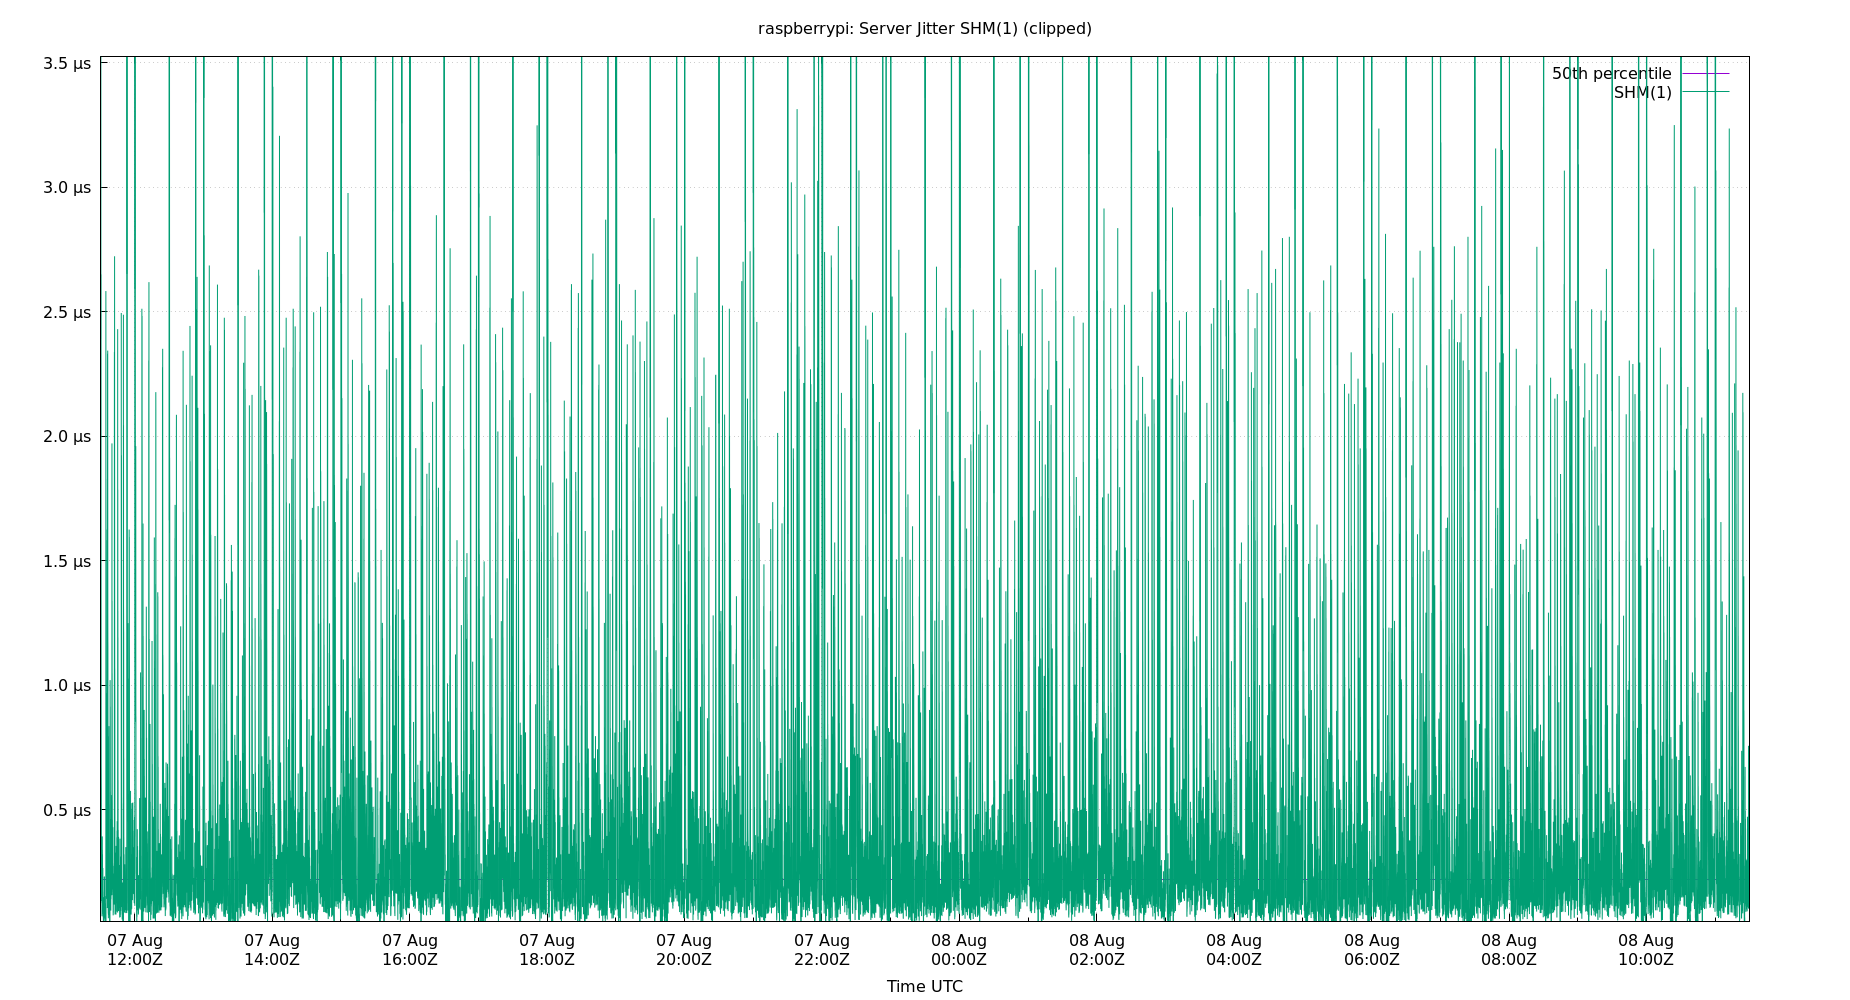 raspberrypi: Server Jitter SHM(1) (clipped)
3.5 μs
3.0 μs
2.5 μs
2.0 μs
1.5 μs
1.0 μs
0.5 μs
50th percentile
SHM(1)
07 Aug 07 Aug 07 Aug 07 Aug 07 Aug 07 Aug 08 Aug 08 Aug 08 Aug 08 Aug 08 Aug 08 Aug
12:00Z 14:00Z 16:00Z 18:00Z 20:00Z 22:00Z 00:00Z 02:00Z 04:00Z 06:00Z 08:00Z 10:00Z
Time UTC